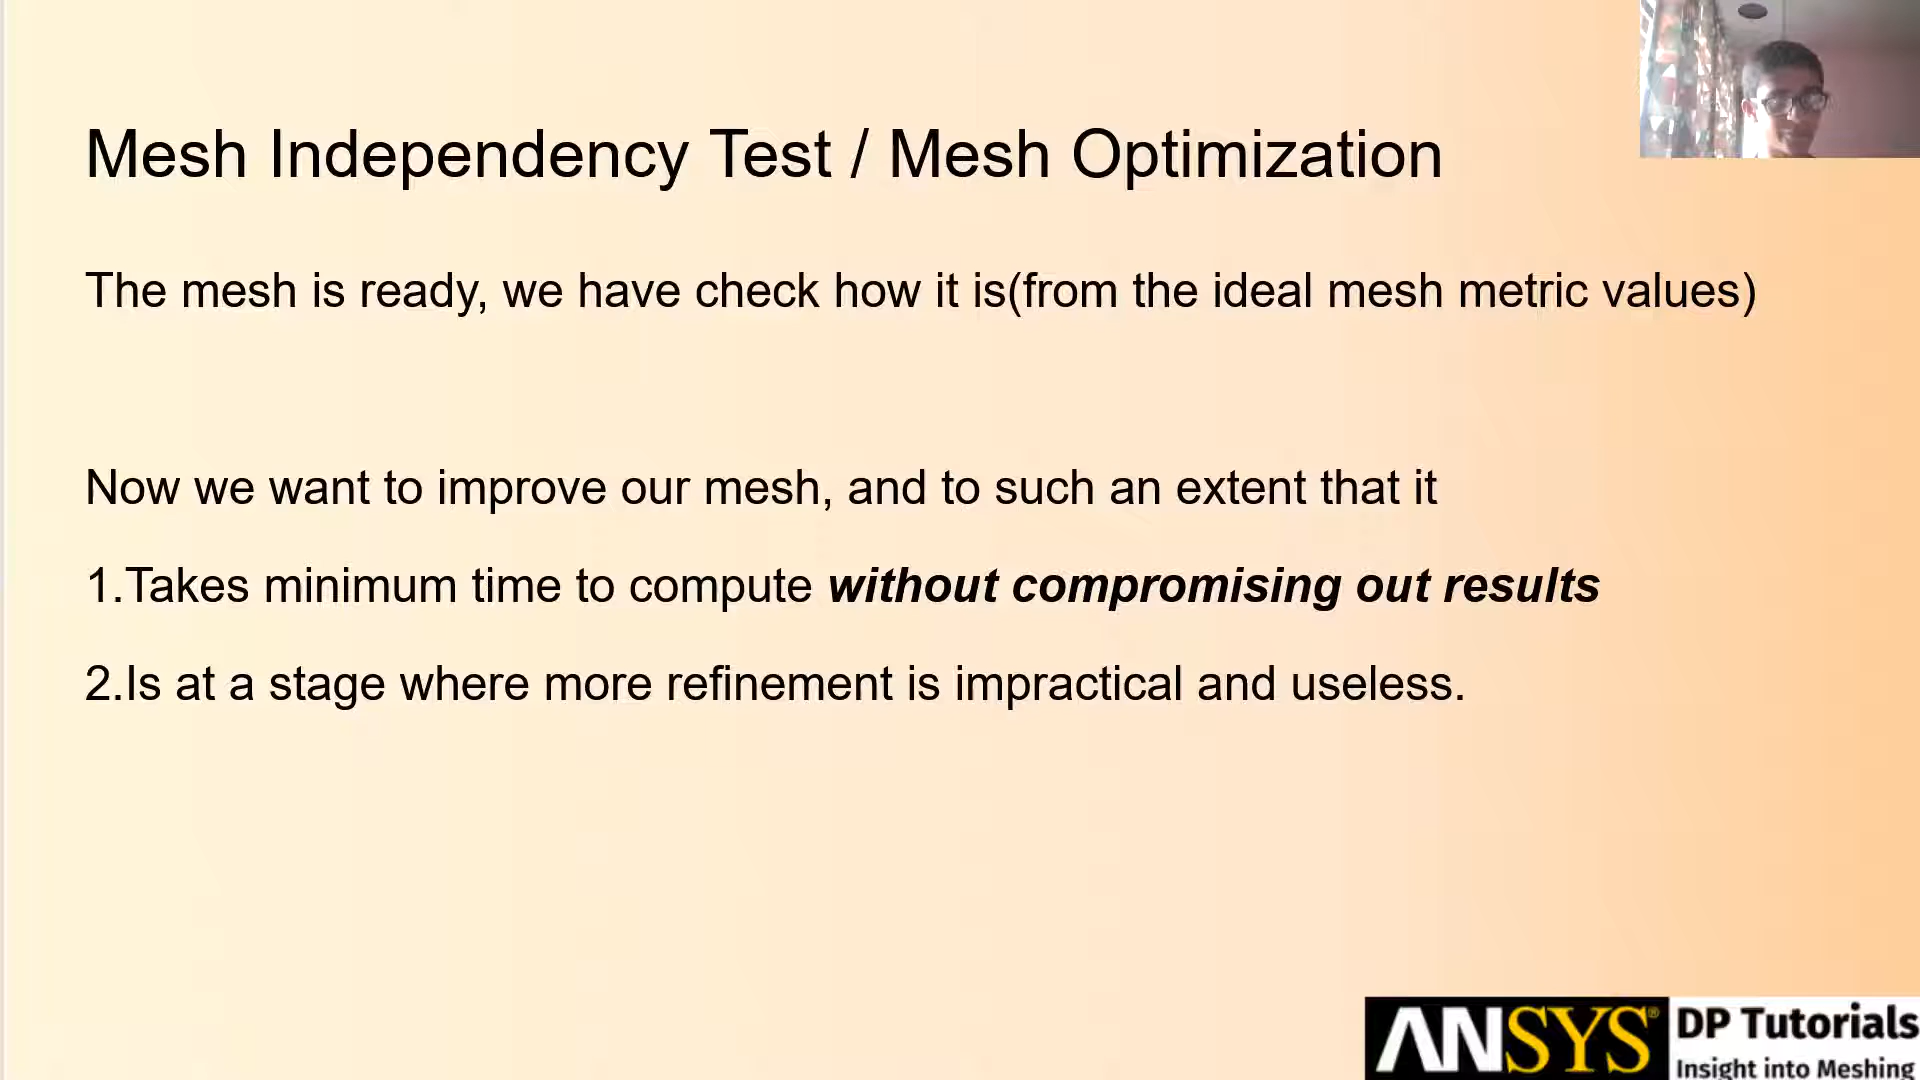 Mesh Independency Test / Mesh Optimization
The mesh is ready, we have check how it is(from the ideal mesh metric values)
Now we want to improve our mesh, and to such an extent that it
1.Takes minimum time to compute without compromising out results
2.Is at a stage where more refinement is impractical and useless.
ANSYS® DP Tutorials
Insight into Meshing